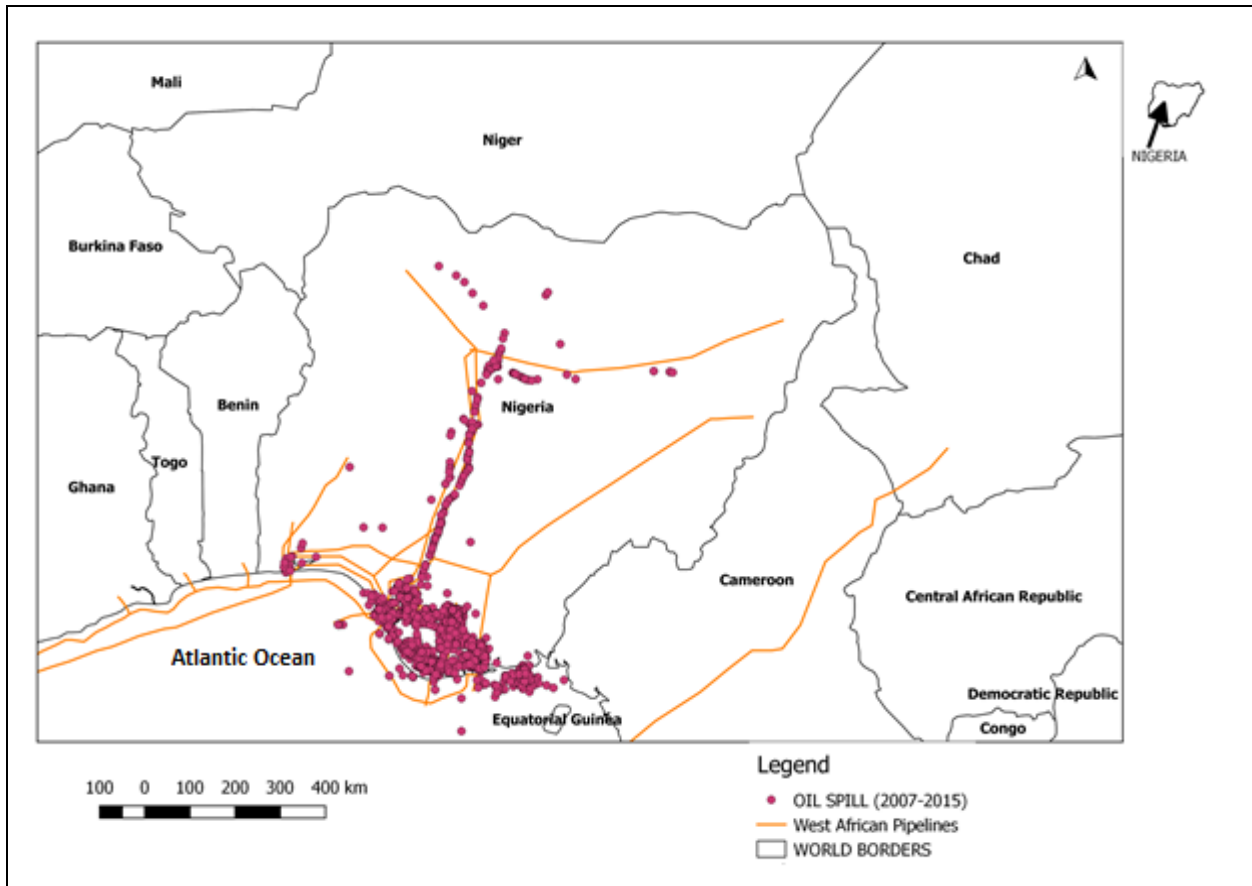 Mali
Niger
NIGERIA
Burkina Faso
Chad
Benin
Nigeria
Togo
Ghana
Cameroon
Central African Republic
Atlantic Ocean
Democratic Republic
Equatorial Guinea
Congo
100 0 100 200 300 400 km
Legend
OIL SPILL (2007-2015)
West African Pipelines
WORLD BORDERS